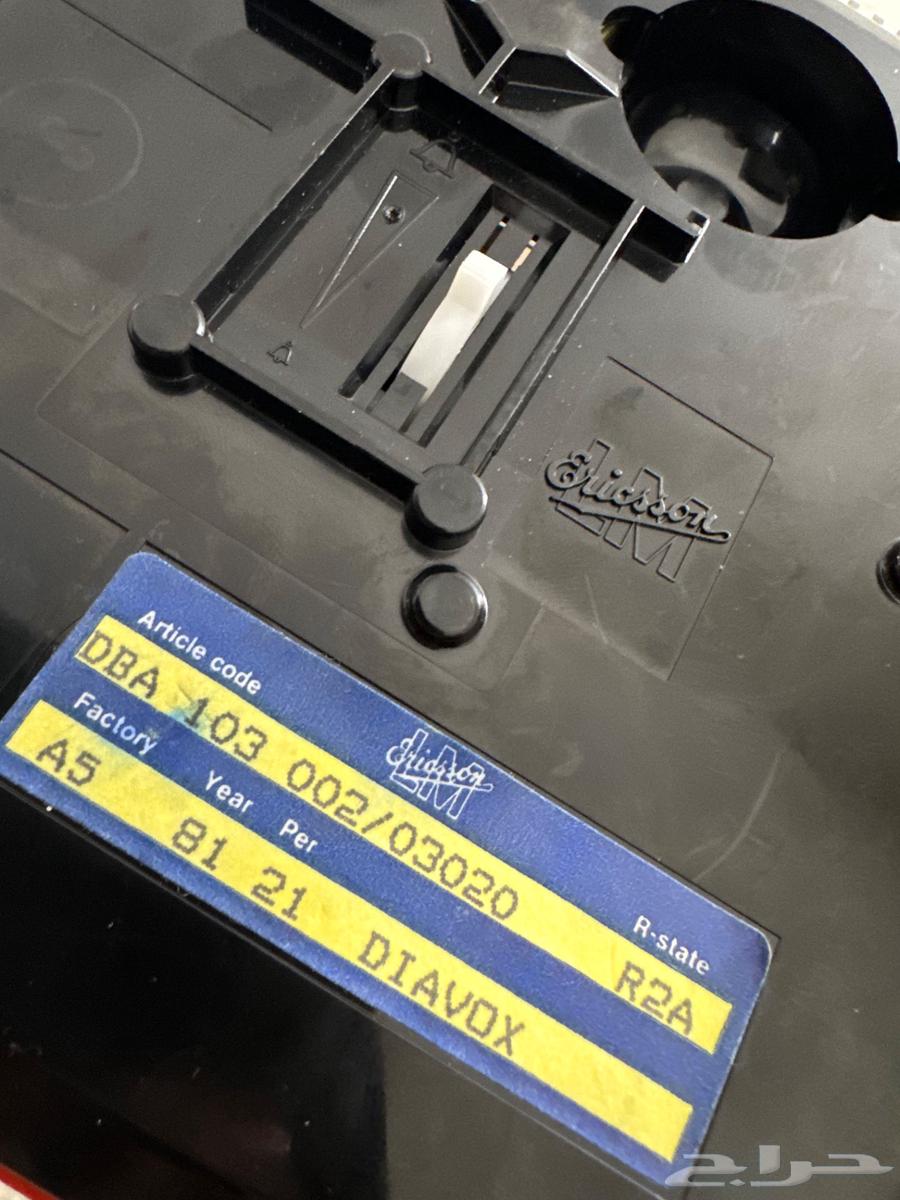 LM
Ericsson
Article code
DBA 103 002/03020
R-state
R2A
LM
Ericsson
Factory
Year
Per
A5
81 21
DIAVOX
حراج